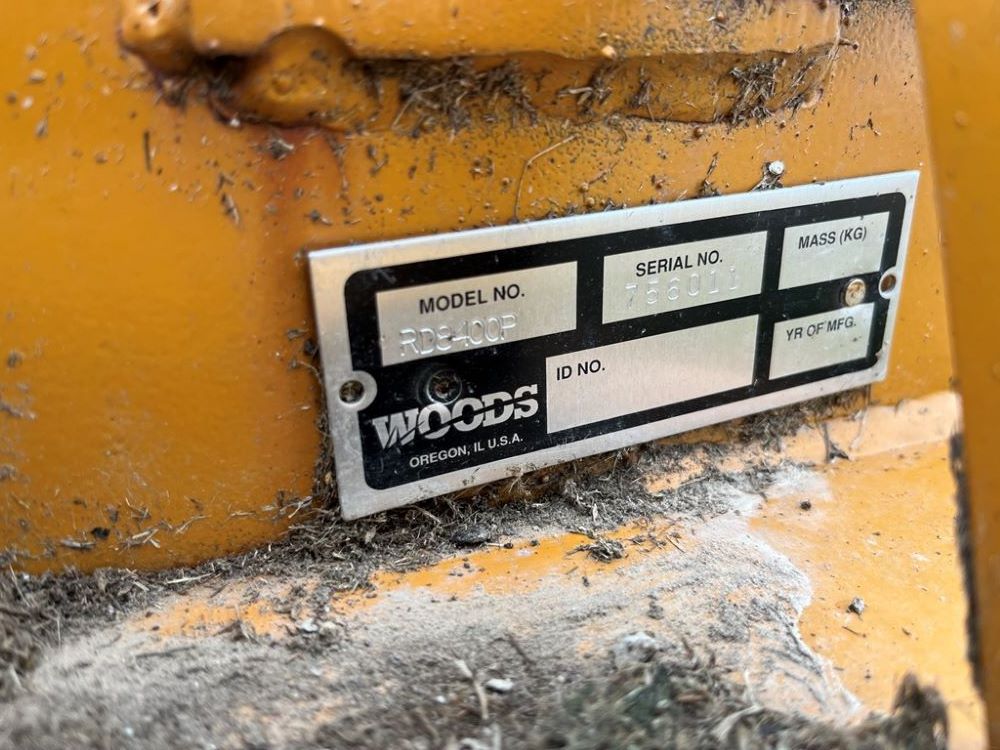 MODEL NO.
RD8400P
SERIAL NO.
756011
MASS (KG)
YR OF MFG.
ID NO.
WOODS
OREGON, IL U.S.A.